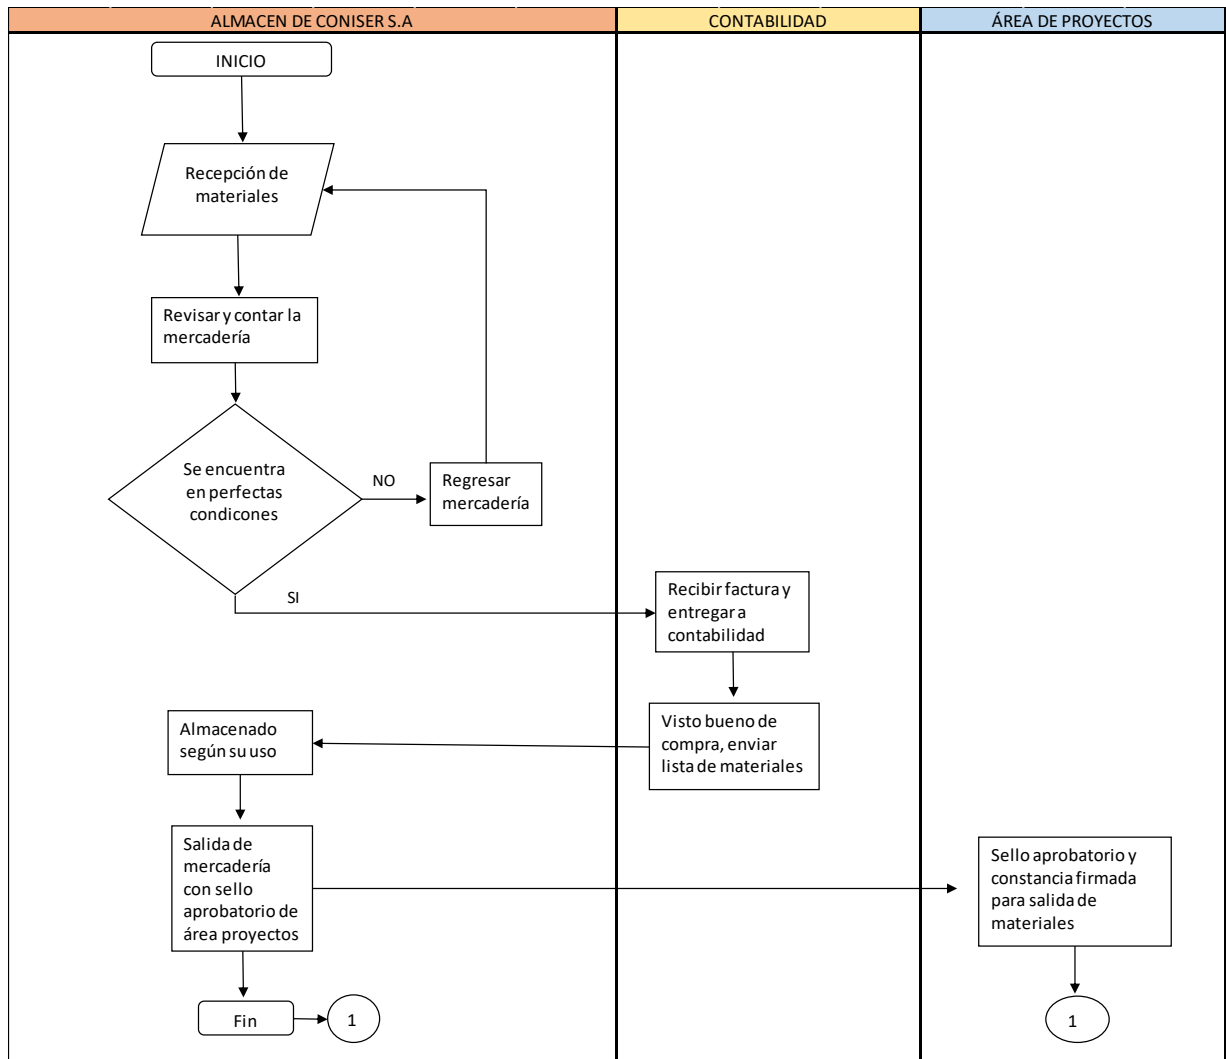 ALMACEN DE CONISER S.A
CONTABILIDAD
ÁREA DE PROYECTOS
INICIO
Recepción de
materiales
Revisar y contar la
mercadería
Se encuentra
en perfectas
condicones
NO
Regresar
mercadería
SI
Recibir factura y
entregar a
contabilidad
Visto bueno de
compra, enviar
lista de materiales
Almacenado
según su uso
Salida de
mercadería
con sello
aprobatorio de
área proyectos
Sello aprobatorio y
constancia firmada
para salida de
materiales
Fin
1
1